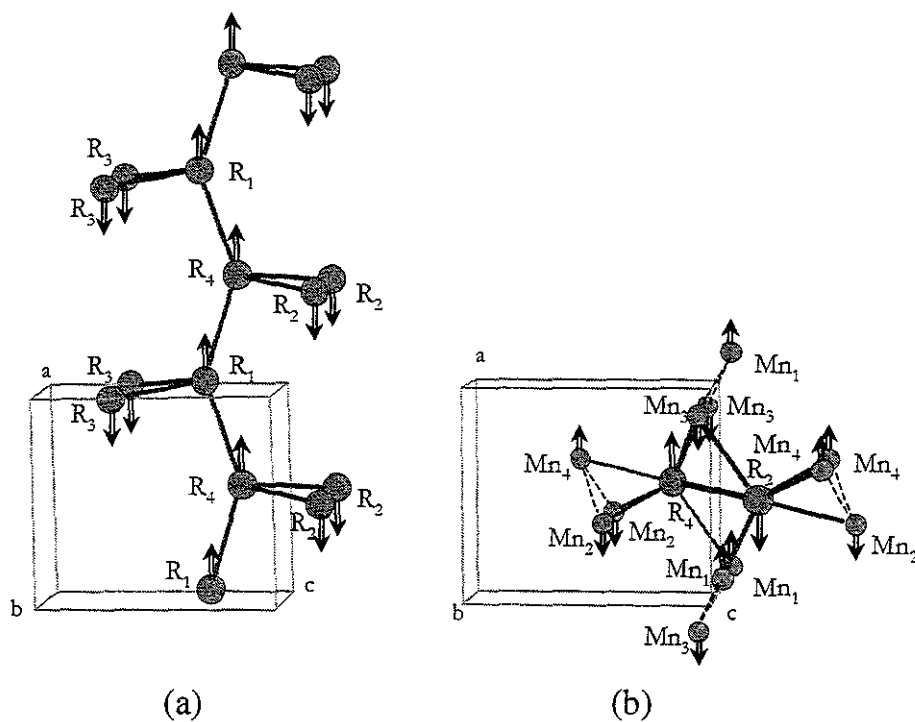 R₃
R₁
R₃
R₄
R₂
R₂
a
R₃
R₁
R₃
R₄
R₂
R₂
R₁
b
c
(a)
a
Mn₁
Mn₃
Mn₃
Mn₄
Mn₄
Mn₄
R₂
R₄
Mn₂
Mn₂
Mn₂
Mn₁
Mn₁
b
c
Mn₃
(b)